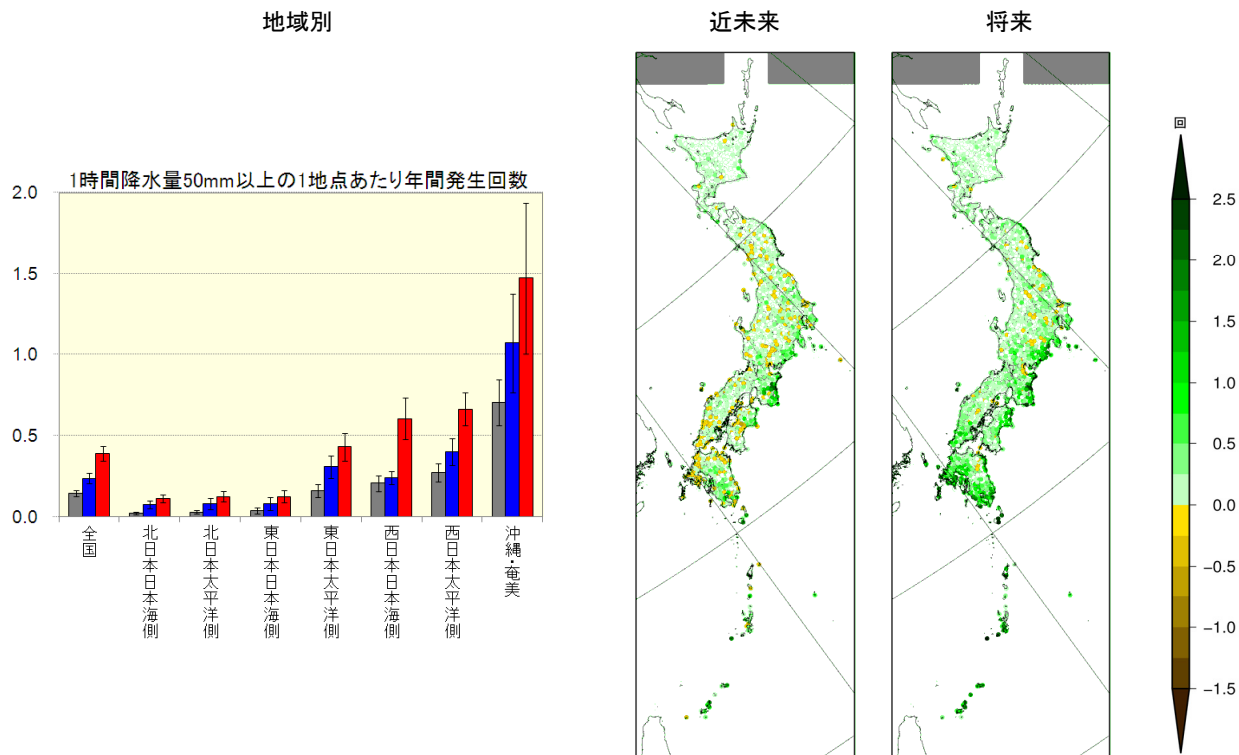 地域別
近未来
将来
1時間降水量50mm以上の1地点あたり年間発生回数
2.0
1.5
1.0
0.5
0.0
全国
北日本日本海側
北日本太平洋側
東日本日本海側
東日本太平洋側
西日本日本海側
西日本太平洋側
沖縄・奄美
回
2.5
2.0
1.5
1.0
0.5
0.0
−0.5
−1.0
−1.5